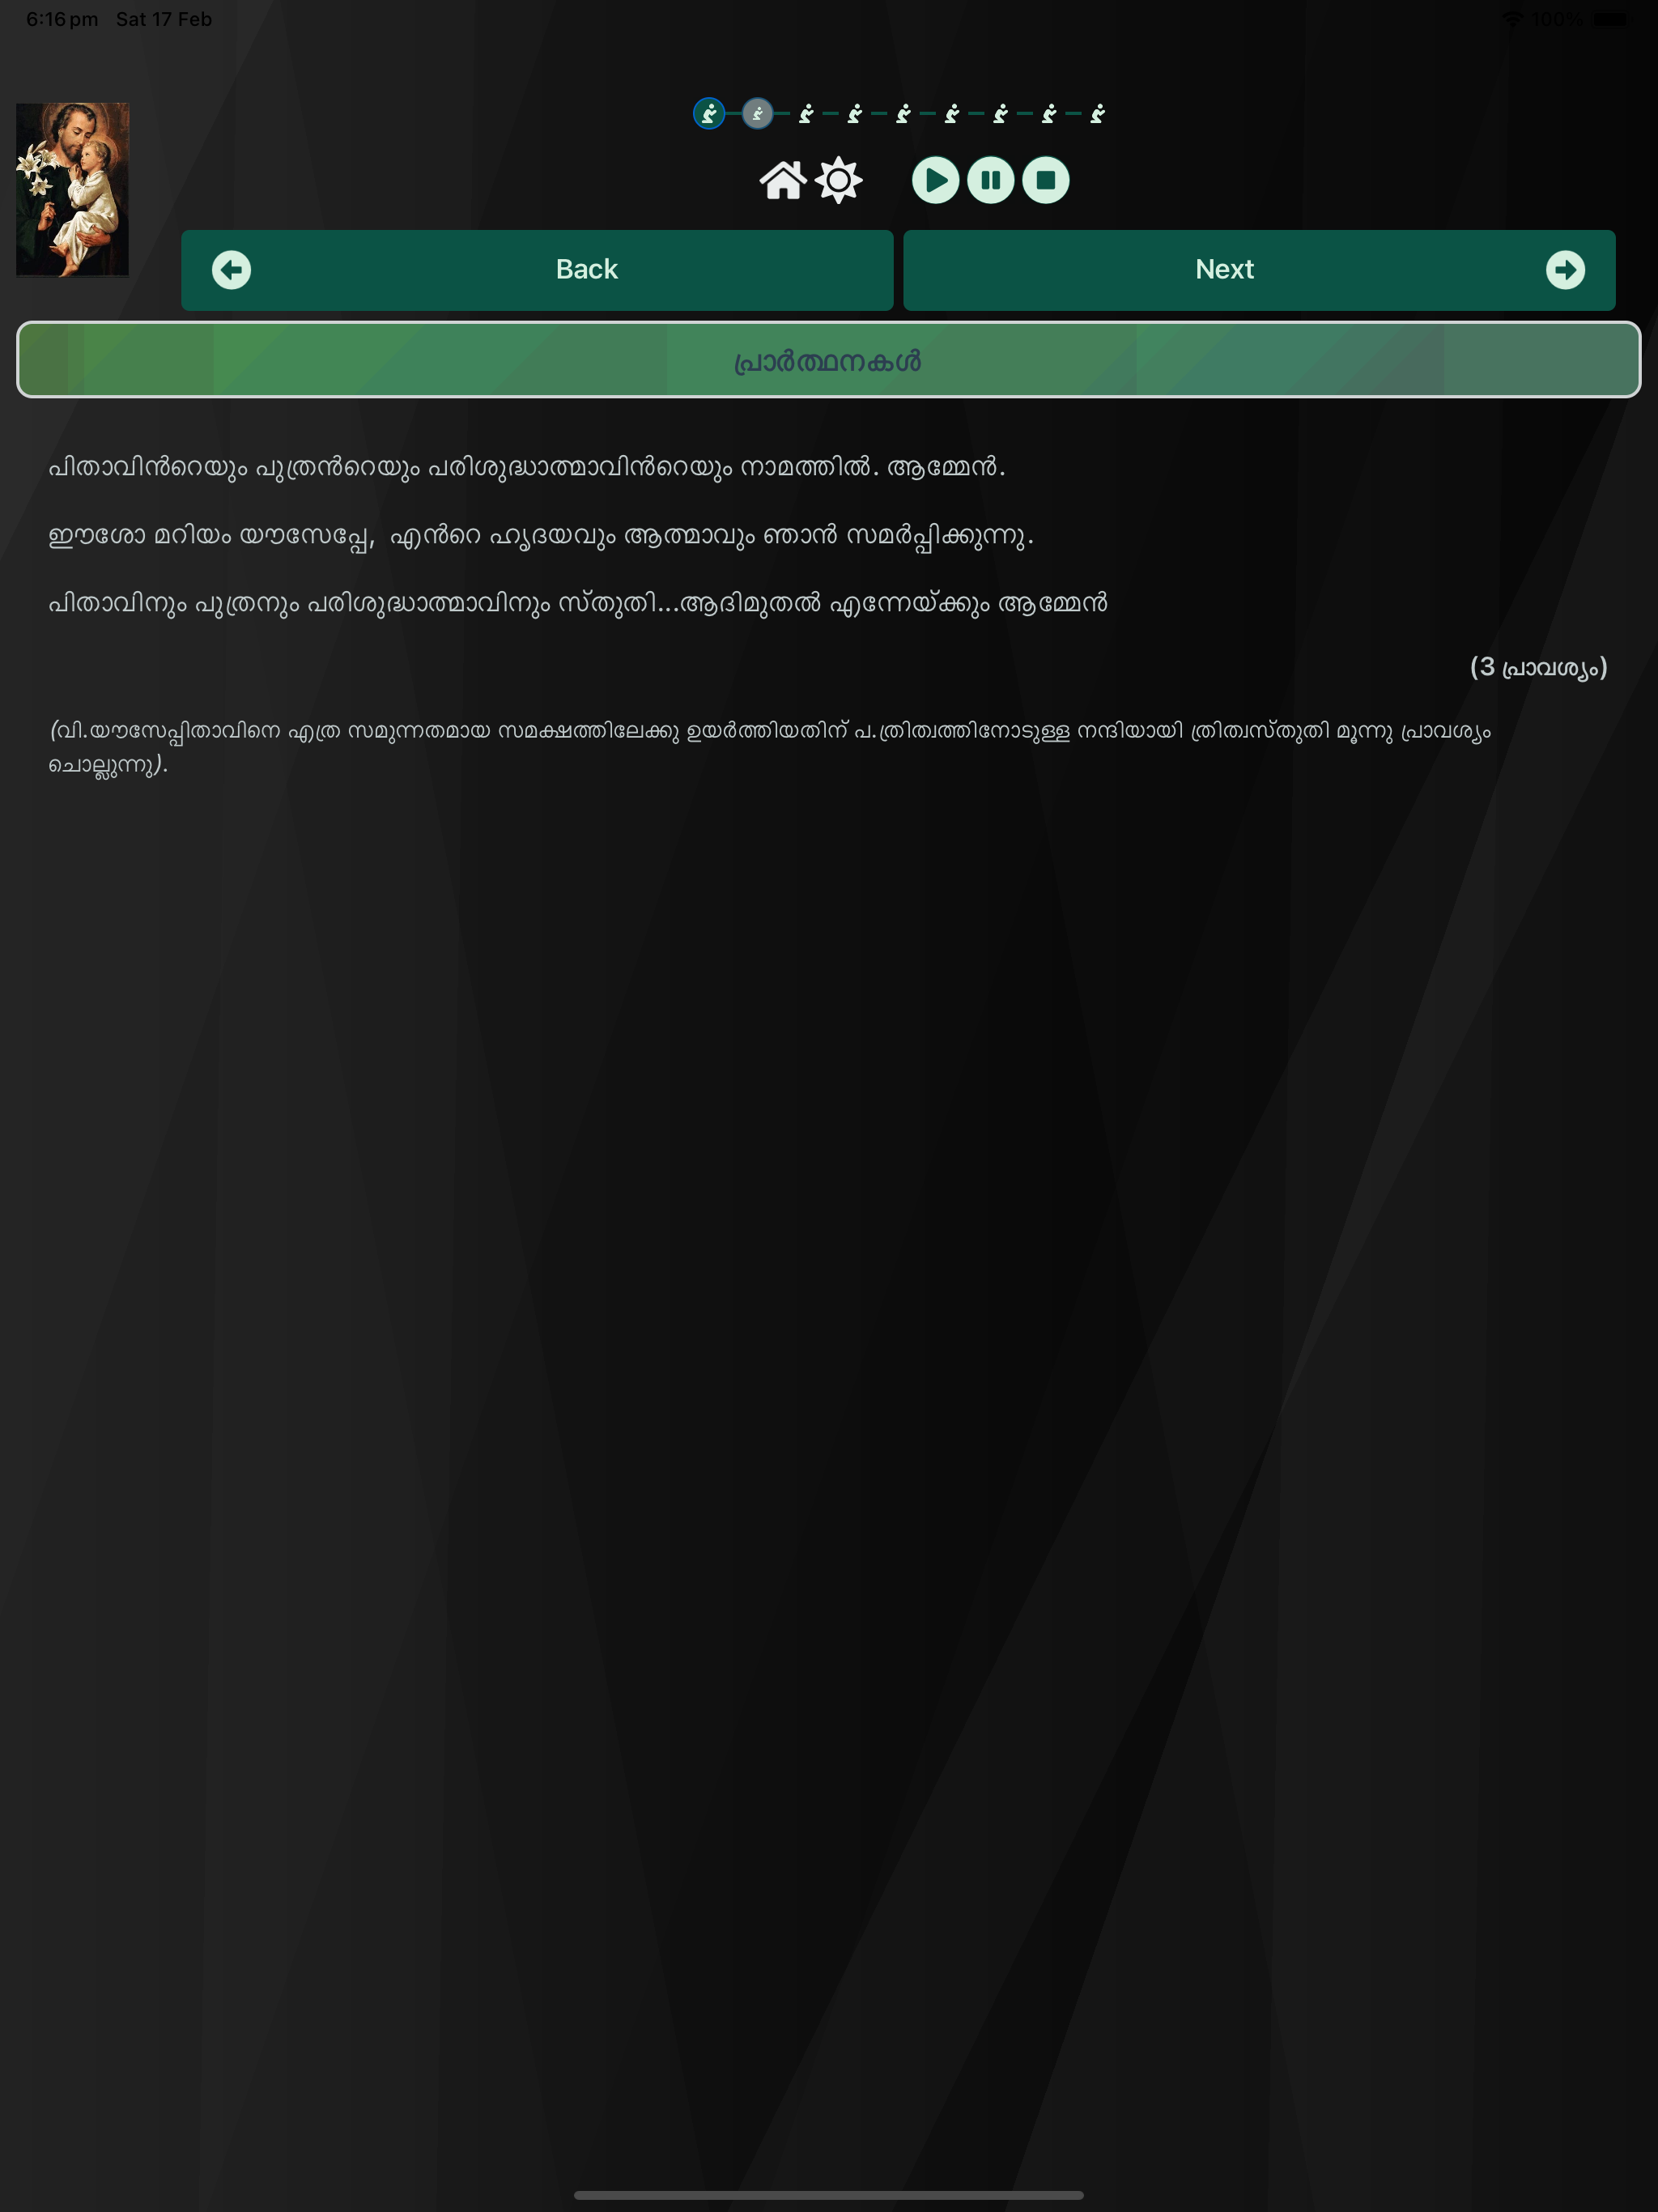 6:16 pm Sat 17 Feb
100%
Back
Next
പ്രാർത്ഥനകൾ
പിതാവിൻറെയും പുത്രൻറെയും പരിശുദ്ധാത്മാവിൻറെയും നാമത്തിൽ. ആമ്മേൻ.
ഈശോ മറിയം യൗസേപ്പേ, എൻറെ ഹൃദയവും ആത്മാവും ഞാൻ സമർപ്പിക്കുന്നു.
പിതാവിനും പുത്രനും പരിശുദ്ധാത്മാവിനും സ്തുതി...ആദിമുതൽ എന്നേയ്ക്കും ആമ്മേൻ
(3 പ്രാവശ്യം)
(വി.യൗസേപ്പിതാവിനെ എത്ര സമുന്നതമായ സമക്ഷത്തിലേക്കു ഉയർത്തിയതിന് പ.ത്രിത്വത്തിനോടുള്ള നന്ദിയായി ത്രിത്വസ്തുതി മൂന്നു പ്രാവശ്യം
ചൊല്ലുന്നു).